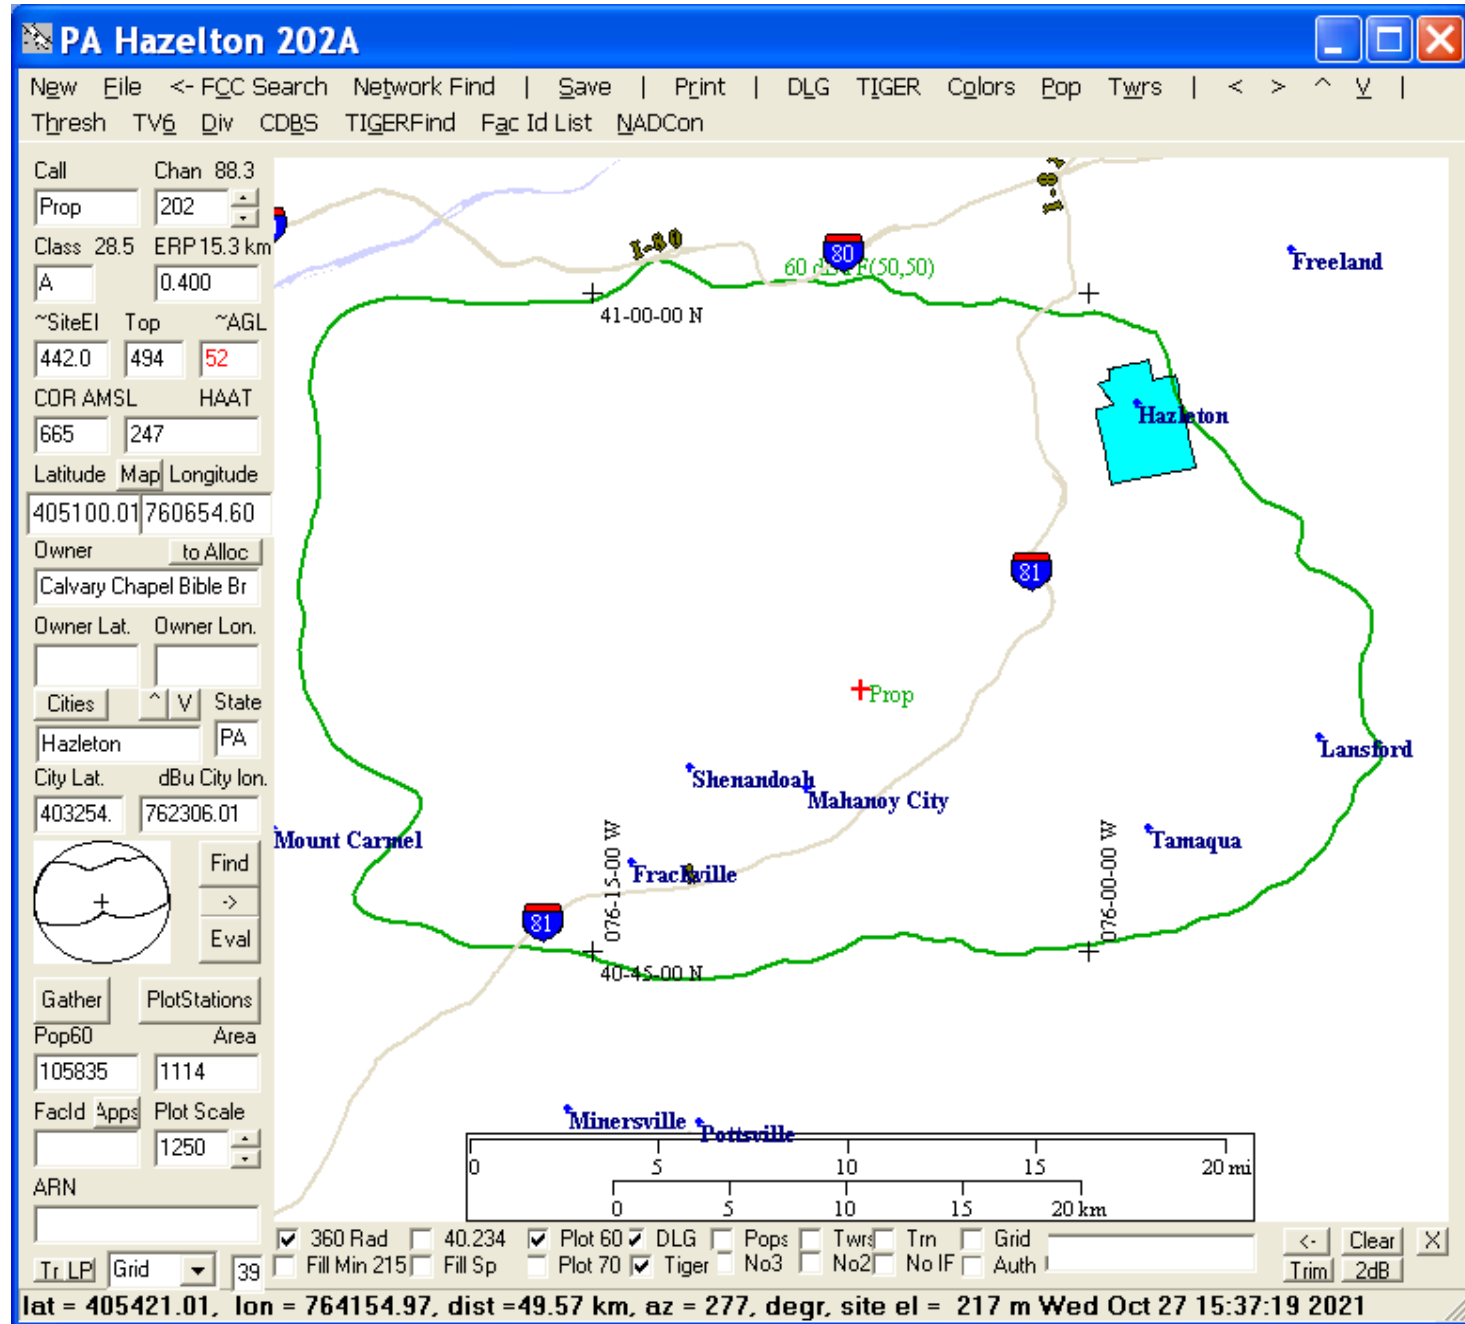 PA Hazelton 202A
New File <- FCC Search Network Find | Save | Print | DLG TIGER Colors Pop Twrs | < > ^ V |
Thresh TV6 Div CDBS TIGERFind Fac Id List NADCon
Call Chan 88.3
Prop 202
Class 28.5 ERP 15.3 km
A 0.400
~SiteEl Top ~AGL
442.0 494 52
COR AMSL HAAT
665 247
Latitude Map Longitude
405100.01 760654.60
Owner to Alloc
Calvary Chapel Bible Br
Owner Lat. Owner Lon.
Cities ^ V State
Hazleton PA
City Lat. dBu City lon.
403254. 762306.01
Find
->
Eval
Gather PlotStations
Pop60 Area
105835 1114
FacId Apps Plot Scale
1250
ARN
Tr LP Grid 39
I-80
80
60 dB F(50,50)
Freeland
41-00-00 N
Hazleton
81
Prop
Shenandoah
Mahanoy City
Lansford
Mount Carmel
Frackville
076-15-00 W
076-00-00 W
Tamaqua
81
40-45-00 N
Minersville
Pottsville
0 5 10 15 20 mi
0 5 10 15 20 km
360 Rad 40.234 Plot 60 DLG Pops Twrs Trn Grid <- Clear X
Fill Min 215 Fill Sp Plot 70 Tiger No3 No2 No IF Auth Trim 2dB
lat = 405421.01, lon = 764154.97, dist =49.57 km, az = 277, degr, site el = 217 m Wed Oct 27 15:37:19 2021